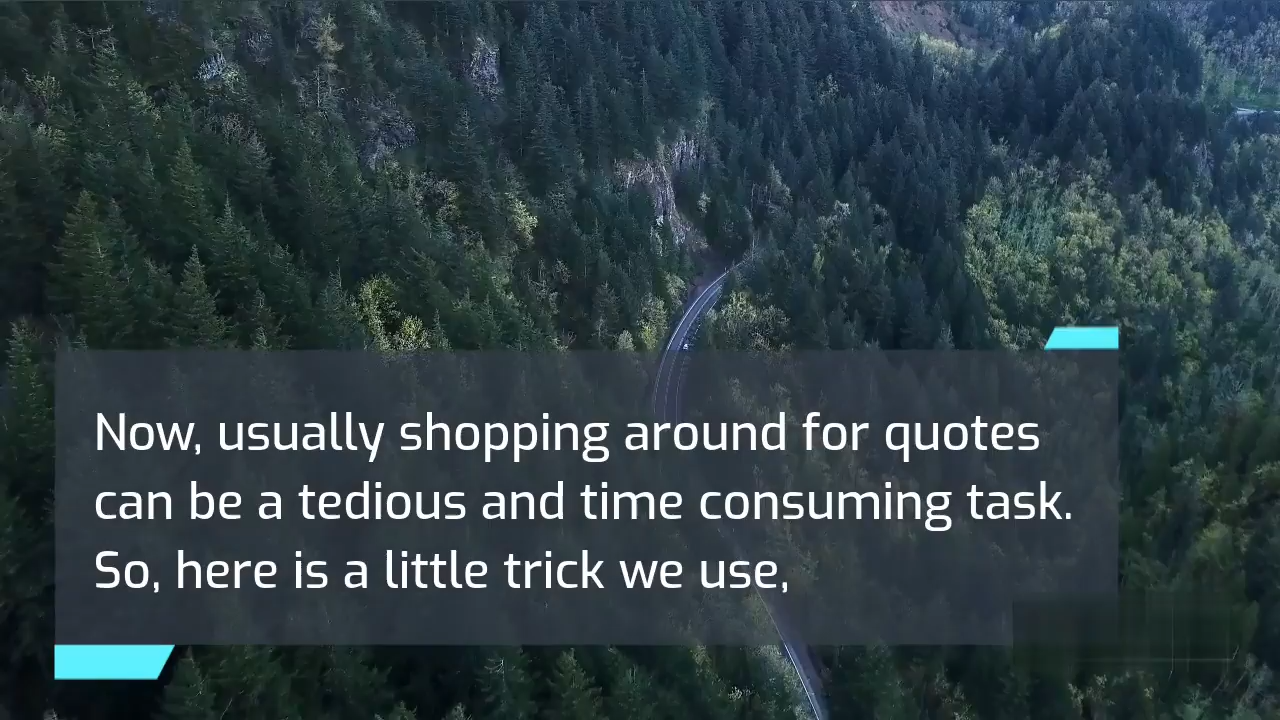 Now, usually shopping around for quotes
can be a tedious and time consuming task.
So, here is a little trick we use,